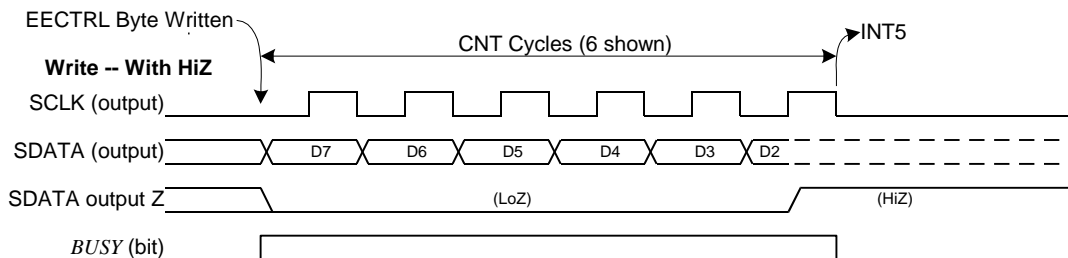 EECTRL Byte Written
CNT Cycles (6 shown)
INT5
Write -- With HiZ
SCLK (output)
SDATA (output) D7 D6 D5 D4 D3 D2
SDATA output Z (LoZ) (HiZ)
BUSY (bit)